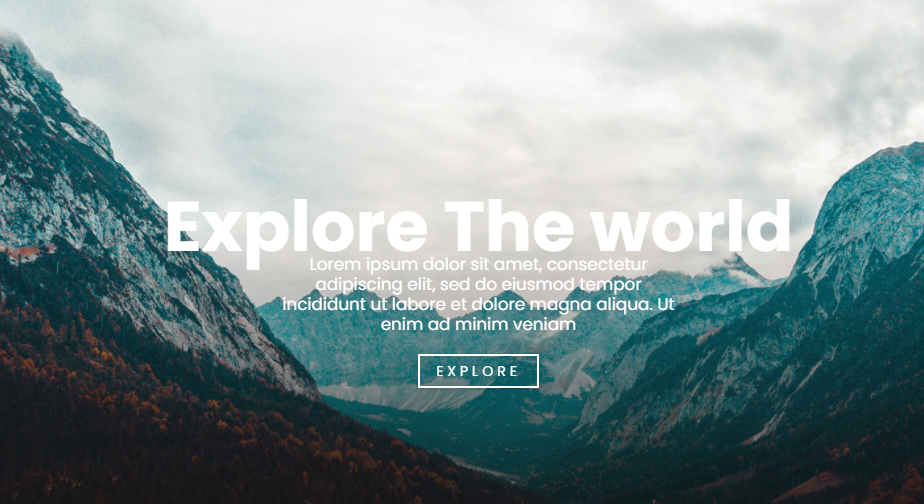 Explore The world
Lorem ipsum dolor sit amet, consectetur
adipiscing elit, sed do eiusmod tempor
incididunt ut labore et dolore magna aliqua. Ut
enim ad minim veniam
EXPLORE